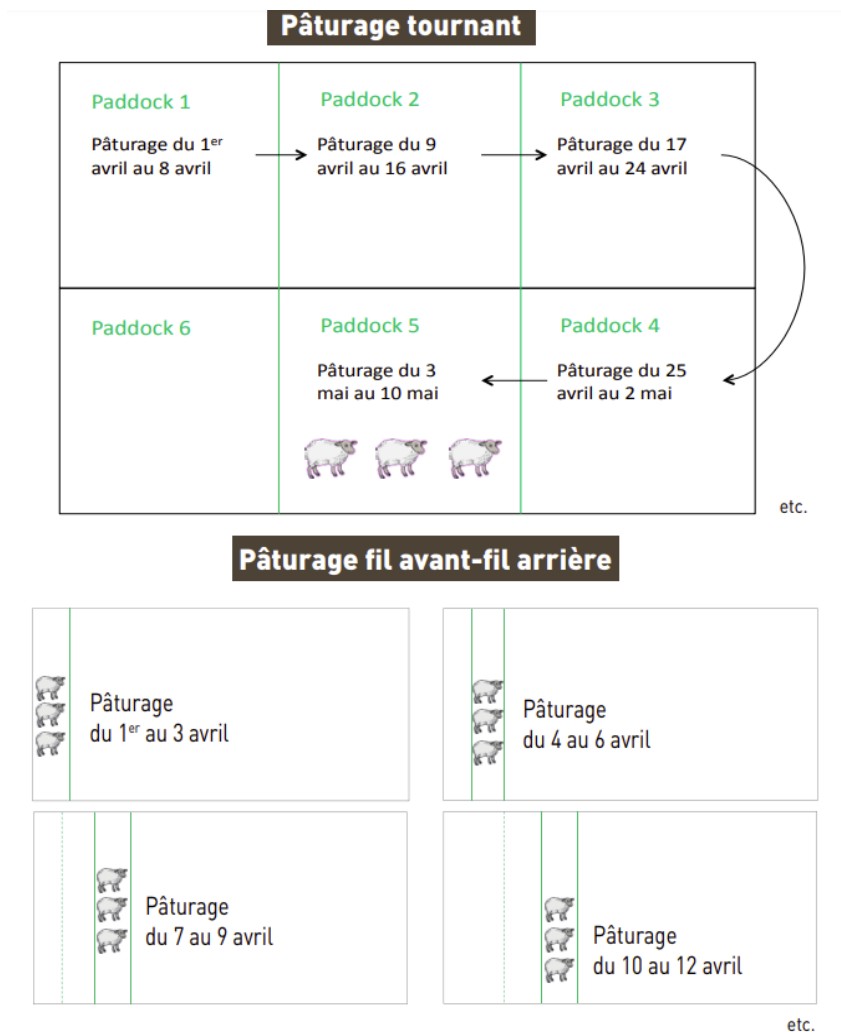 Pâturage tournant
Paddock 1
Pâturage du 1er
avril au 8 avril
Paddock 2
Pâturage du 9
avril au 16 avril
Paddock 3
Pâturage du 17
avril au 24 avril
Paddock 6
Paddock 5
Pâturage du 3
mai au 10 mai
Paddock 4
Pâturage du 25
avril au 2 mai
etc.
Pâturage fil avant-fil arrière
Pâturage
du 1er au 3 avril
Pâturage
du 4 au 6 avril
Pâturage
du 7 au 9 avril
Pâturage
du 10 au 12 avril
etc.